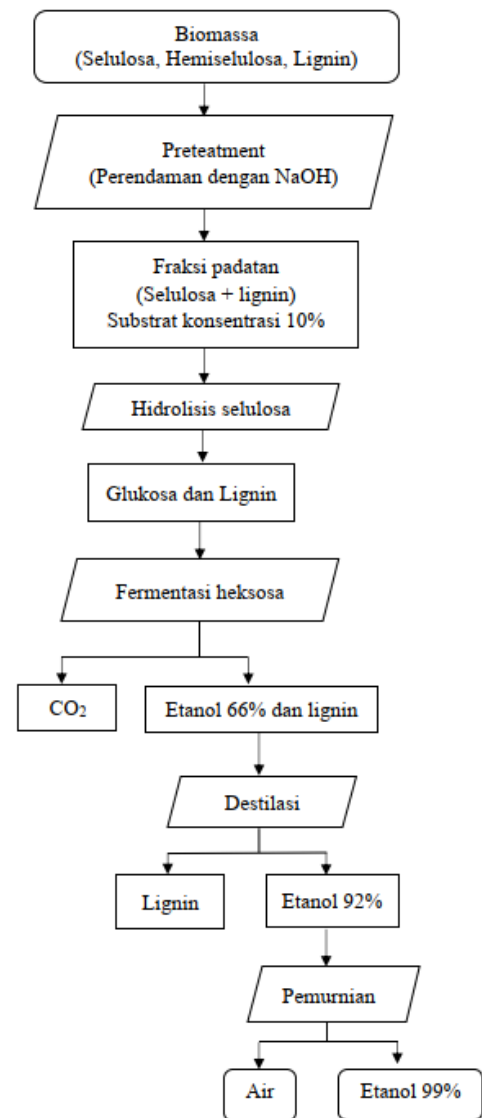 Biomassa
(Selulosa, Hemiselulosa, Lignin)
Preteatment
(Perendaman dengan NaOH)
Fraksi padatan
(Selulosa + lignin)
Substrat konsentrasi 10%
Hidrolisis selulosa
Glukosa dan Lignin
Fermentasi heksosa
CO₂
Etanol 66% dan lignin
Destilasi
Lignin
Etanol 92%
Pemurnian
Air
Etanol 99%